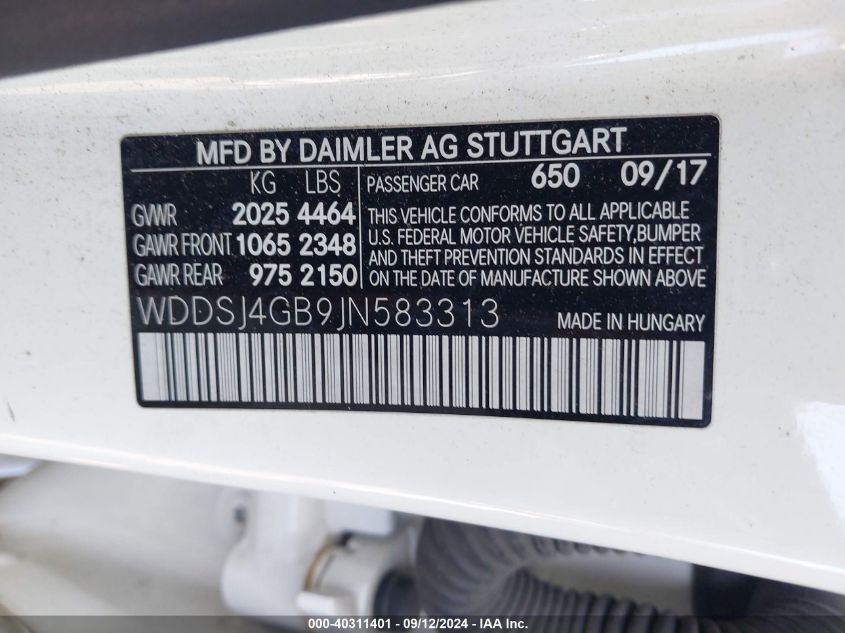 MFD BY DAIMLER AG STUTTGART
KG LBS
GVWR 2025 4464
GAWR FRONT 1065 2348
GAWR REAR 975 2150
PASSENGER CAR 650 09/17
THIS VEHICLE CONFORMS TO ALL APPLICABLE
U.S. FEDERAL MOTOR VEHICLE SAFETY,BUMPER
AND THEFT PREVENTION STANDARDS IN EFFECT
ON THE DATE OF MANUFACTURE SHOWN ABOVE
WDDSJ4GB9JN583313 MADE IN HUNGARY
000-40311401 - 09/12/2024 - IAA Inc.